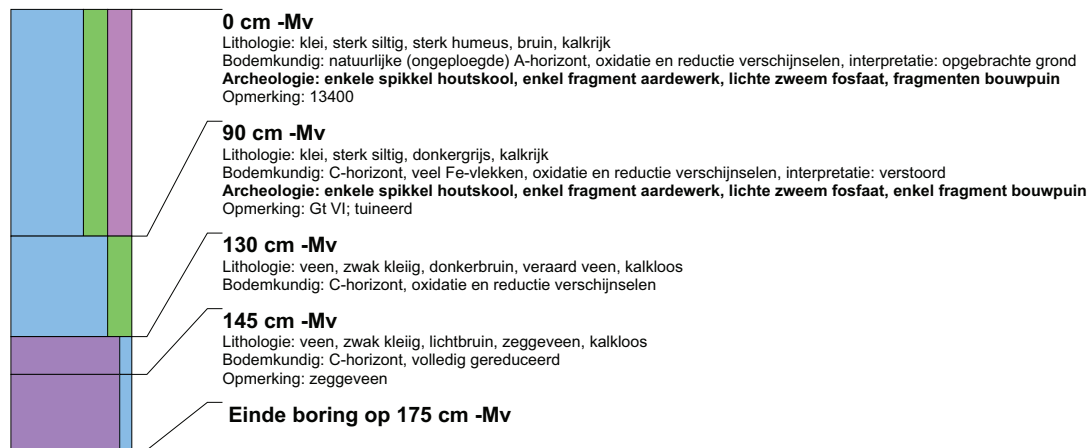 0 cm -Mv
Lithologie: klei, sterk siltig, sterk humeus, bruin, kalkrijk
Bodemkundig: natuurlijke (ongeploegde) A-horizont, oxidatie en reductie verschijnselen, interpretatie: opgebrachte grond
Archeologie: enkele spikkel houtskool, enkel fragment aardewerk, lichte zweem fosfaat, fragmenten bouwpuin
Opmerking: 13400
90 cm -Mv
Lithologie: klei, sterk siltig, donkergrijs, kalkrijk
Bodemkundig: C-horizont, veel Fe-vlekken, oxidatie en reductie verschijnselen, interpretatie: verstoord
Archeologie: enkele spikkel houtskool, enkel fragment aardewerk, lichte zweem fosfaat, enkel fragment bouwpuin
Opmerking: Gt VI; tuineerd
130 cm -Mv
Lithologie: veen, zwak kleiig, donkerbruin, veraard veen, kalkloos
Bodemkundig: C-horizont, oxidatie en reductie verschijnselen
145 cm -Mv
Lithologie: veen, zwak kleiig, lichtbruin, zeggeveen, kalkloos
Bodemkundig: C-horizont, volledig gereduceerd
Opmerking: zeggeveen
Einde boring op 175 cm -Mv